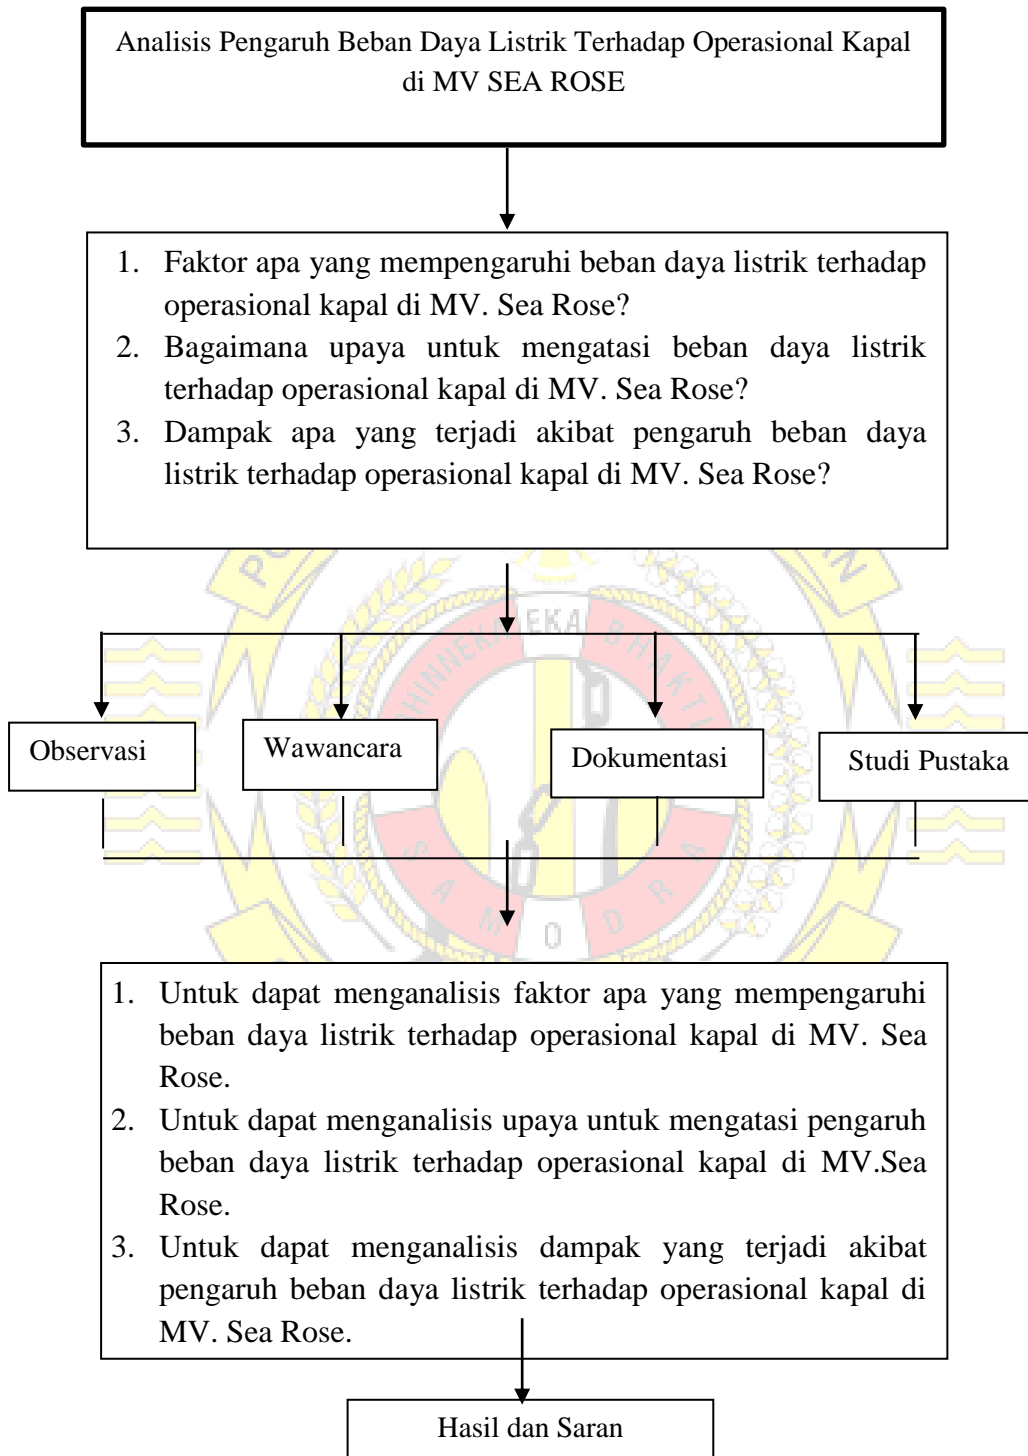 Analisis Pengaruh Beban Daya Listrik Terhadap Operasional Kapal
di MV SEA ROSE
1. Faktor apa yang mempengaruhi beban daya listrik terhadap
operasional kapal di MV. Sea Rose?
2. Bagaimana upaya untuk mengatasi beban daya listrik
terhadap operasional kapal di MV. Sea Rose?
3. Dampak apa yang terjadi akibat pengaruh beban daya
listrik terhadap operasional kapal di MV. Sea Rose?
EKA
BHAKTI
Observasi
Wawancara
Dokumentasi
Studi Pustaka
SAMODRA
1. Untuk dapat menganalisis faktor apa yang mempengaruhi
beban daya listrik terhadap operasional kapal di MV. Sea
Rose.
2. Untuk dapat menganalisis upaya untuk mengatasi pengaruh
beban daya listrik terhadap operasional kapal di MV.Sea
Rose.
3. Untuk dapat menganalisis dampak yang terjadi akibat
pengaruh beban daya listrik terhadap operasional kapal di
MV. Sea Rose.
Hasil dan Saran